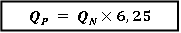 Q_P = Q_N × 6, 25